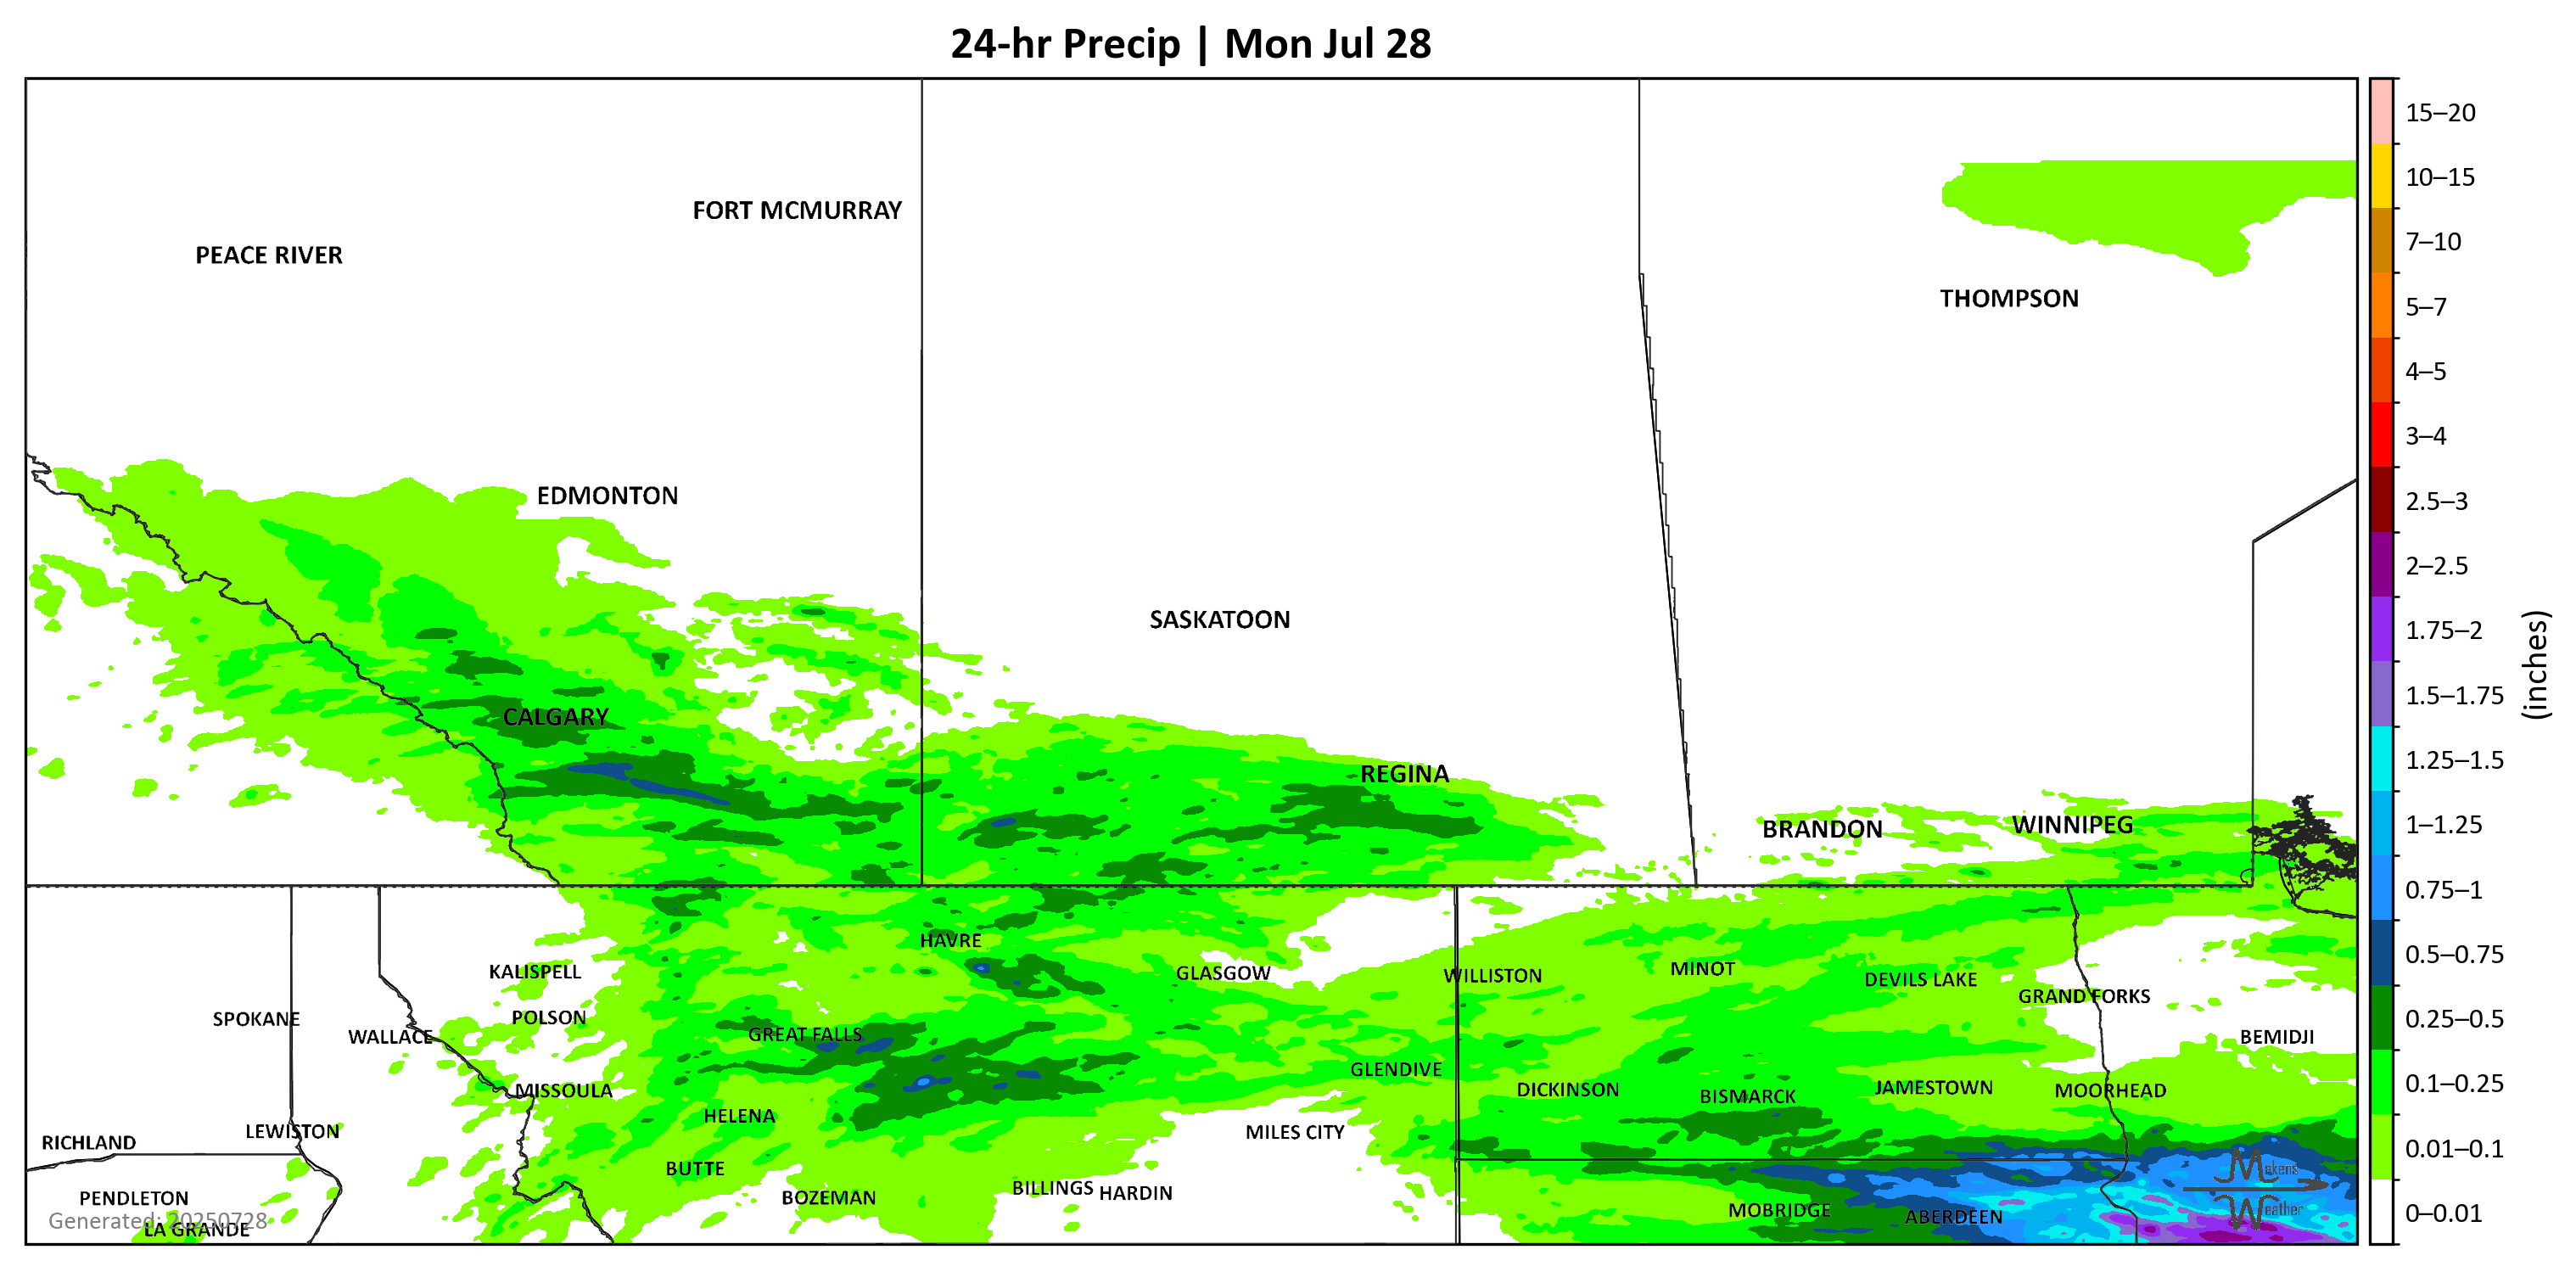 24-hr Precip | Mon Jul 28
FORT MCMURRAY
PEACE RIVER
THOMPSON
EDMONTON
SASKATOON
CALGARY
REGINA
BRANDON
WINNIPEG
HAVRE
KALISPELL
GLASGOW
WILLISTON
MINOT
DEVILS LAKE
GRAND FORKS
SPOKANE
POLSON
WALLACE
GREAT FALLS
BEMIDJI
GLENDIVE
MISSOULA
DICKINSON
BISMARCK
JAMESTOWN
MOORHEAD
HELENA
RICHLAND
LEWISTON
MILES CITY
BUTTE
PENDLETON
BOZEMAN
BILLINGS
HARDIN
MOBRIDGE
ABERDEEN
Generated: 20250728
LA GRANDE
Makens
Weather
15–20
10–15
7–10
5–7
4–5
3–4
2.5–3
2–2.5
1.75–2
1.5–1.75
1.25–1.5
1–1.25
0.75–1
0.5–0.75
0.25–0.5
0.1–0.25
0.01–0.1
0–0.01
(inches)